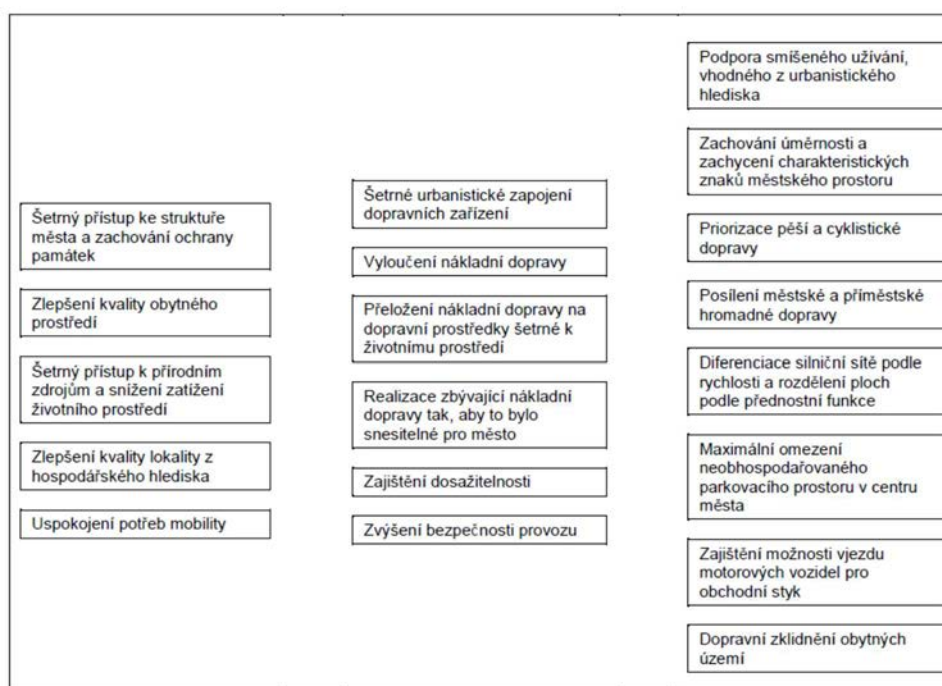 Šetrný přístup ke struktuře
města a zachování ochrany
památek
Zlepšení kvality obytného
prostředí
Šetrný přístup k přírodním
zdrojům a snížení zatížení
životního prostředí
Zlepšení kvality lokality z
hospodářského hlediska
Uspokojení potřeb mobility
Šetrné urbanistické zapojení
dopravních zařízení
Vyloučení nákladní dopravy
Přeložení nákladní dopravy na
dopravní prostředky šetrné k
životnímu prostředí
Realizace zbývající nákladní
dopravy tak, aby to bylo
snesitelné pro město
Zajištění dosažitelnosti
Zvýšení bezpečnosti provozu
Podpora smíšeného užívání,
vhodného z urbanistického
hlediska
Zachování úměrnosti a
zachycení charakteristických
znaků městského prostoru
Priorizace pěší a cyklistické
dopravy
Posílení městské a příměstské
hromadné dopravy
Diferenciace silniční sítě podle
rychlosti a rozdělení ploch
podle přednostní funkce
Maximální omezení
neobhospodařovaného
parkovacího prostoru v centru
města
Zajištění možnosti vjezdu
motorových vozidel pro
obchodní styk
Dopravní zklidnění obytných
území